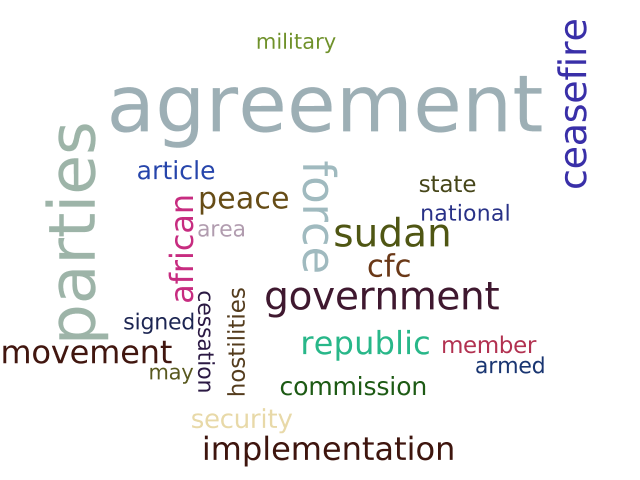 military
ceasefire
agreement
parties
article
force
state
peace
african
national
area
sudan
cfc
government
cessation
hostilities
signed
republic
member
movement
armed
may
commission
security
implementation